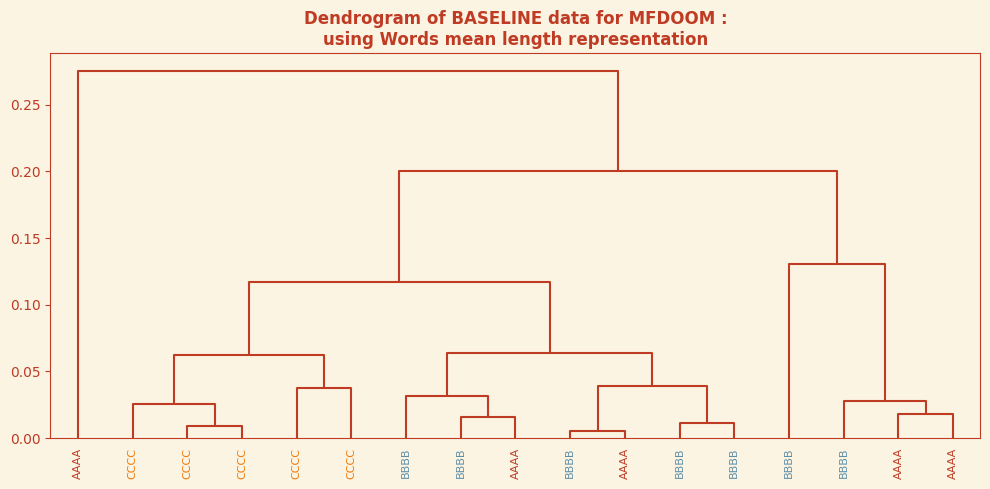 Dendrogram of BASELINE data for MFDOOM :
using Words mean length representation
0.25
0.20
0.15
0.10
0.05
0.00
AAAA CCCC CCCC CCCC CCCC CCCC BBBB BBBB AAAA BBBB AAAA BBBB BBBB BBBB BBBB AAAA AAAA